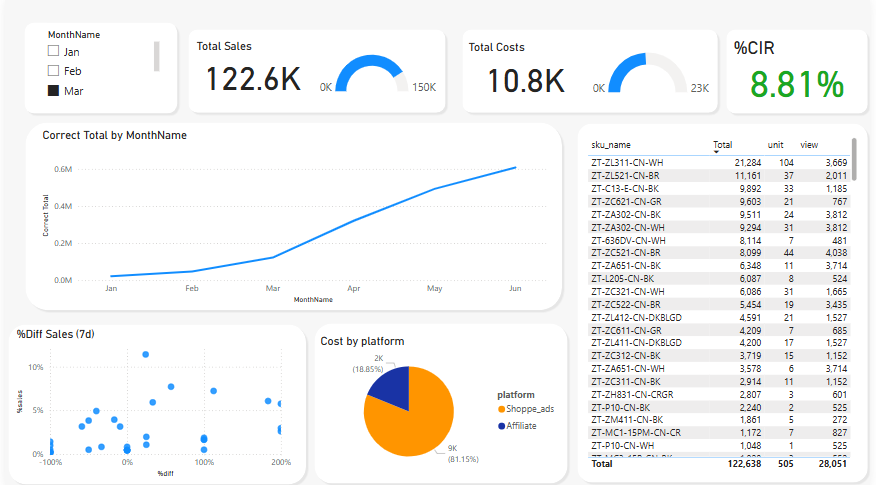 MonthName
Jan
Feb
Mar
Total Sales
122.6K
0K
150K
Total Costs
10.8K
0K
23K
%CIR
8.81%
Correct Total by MonthName
0.6M
0.4M
0.2M
0.0M
Correct Total
Jan Feb Mar Apr May Jun
MonthName
sku_name Total unit view
ZT-ZL311-CN-WH 21,284 104 3,669
ZT-ZL521-CN-BR 11,161 37 2,011
ZT-C13-E-CN-BK 9,892 33 1,185
ZT-ZC621-CN-GR 9,603 21 767
ZT-ZA302-CN-BK 9,511 24 3,812
ZT-ZA302-CN-WH 9,294 31 3,812
ZT-636DV-CN-WH 8,114 7 481
ZT-ZC521-CN-BR 8,099 44 4,038
ZT-ZA651-CN-BK 6,348 11 3,714
ZT-L205-CN-BK 6,087 8 524
ZT-ZC321-CN-WH 6,086 31 1,665
ZT-ZC522-CN-BR 5,454 19 3,435
ZT-ZL412-CN-DKBLGD 4,591 21 1,527
ZT-ZC611-CN-GR 4,209 7 685
ZT-ZL411-CN-DKBLGD 4,200 17 1,527
ZT-ZC312-CN-BK 3,719 15 1,152
ZT-ZA651-CN-WH 3,578 6 3,714
ZT-ZC311-CN-BK 2,914 11 1,152
ZT-ZH831-CN-CRGR 2,807 3 601
ZT-P10-CN-BK 2,240 2 525
ZT-ZM411-CN-BK 1,861 5 272
ZT-MC1-15PM-CN-CR 1,172 7 827
ZT-P10-CN-WH 1,048 1 525
Total 122,638 505 28,051
%Diff Sales (7d)
10%
5%
0%
%sales
-100% 0% 100% 200%
%diff
Cost by platform
2K
(18.85%)
9K
(81.15%)
platform
Shoppe_ads
Affiliate